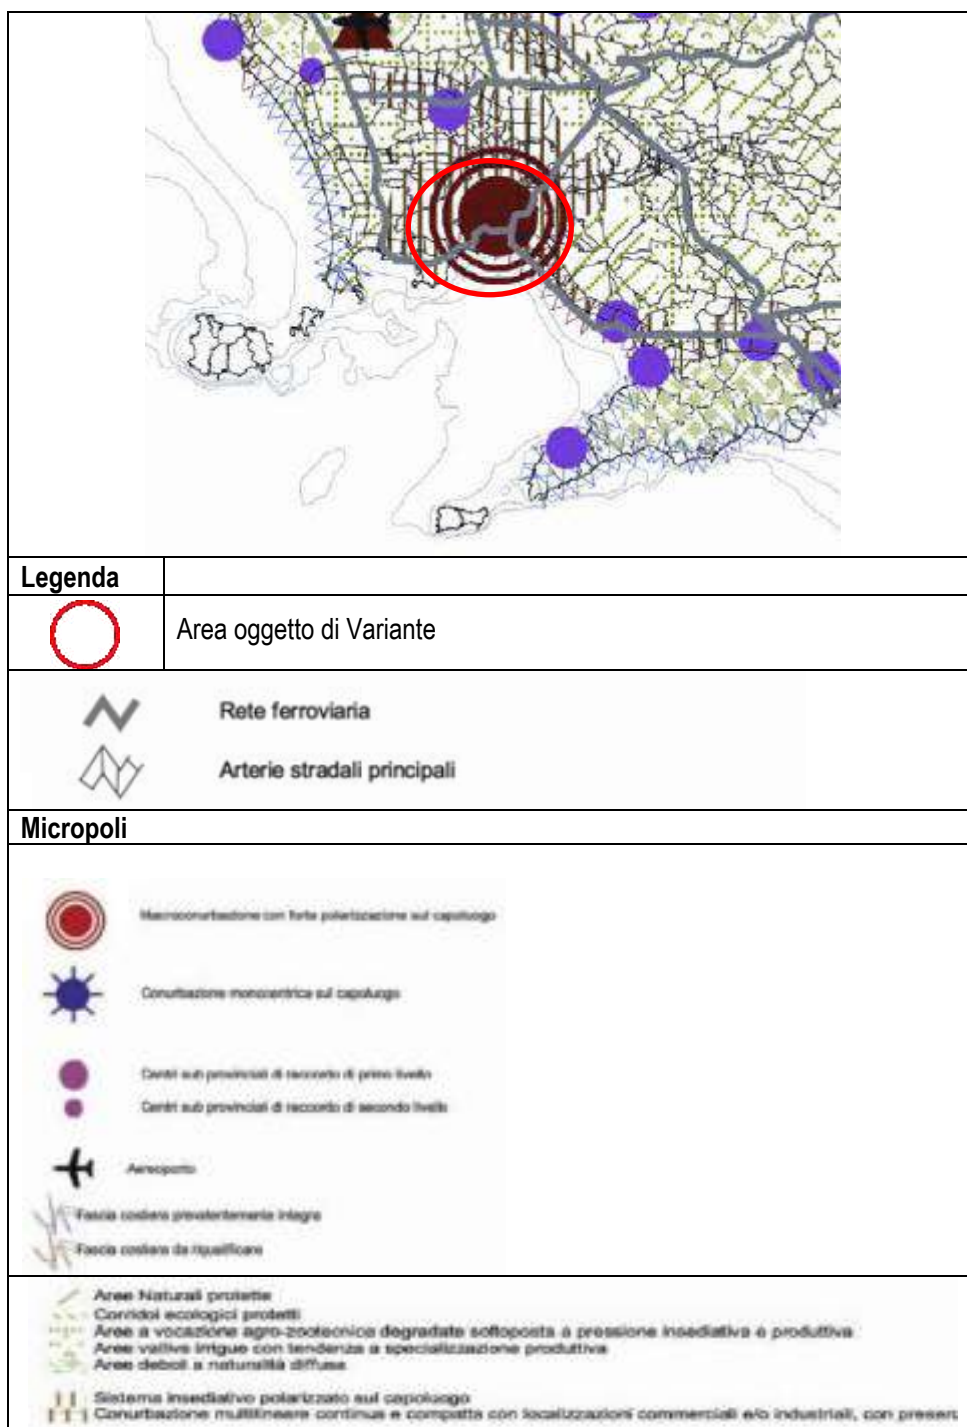 Legenda
Area oggetto di Variante
Rete ferroviaria
Arterie stradali principali
Micropoli
Macroconurbazione con forte polarizzazione sul capoluogo
Conurbazione monocentrica sul capoluogo
Centri sub provinciali di raccordo di primo livello
Centri sub provinciali di raccordo di secondo livello
Aereoporto
Fascia costiera prevalentemente integra
Fascia costiera da riqualificare
Aree Naturali protette
Corridoi ecologici protetti
Aree a vocazione agro-zootecnica degradate sottoposta a pressione insediativa e produttiva
Aree vallive irrigue con tendenza a specializzazione produttiva
Aree deboli a naturalità diffusa
Sistema insediativo polarizzato sul capoluogo
Conurbazione multilineare continua e compatta con localizzazioni commerciali e/o industriali, con presen